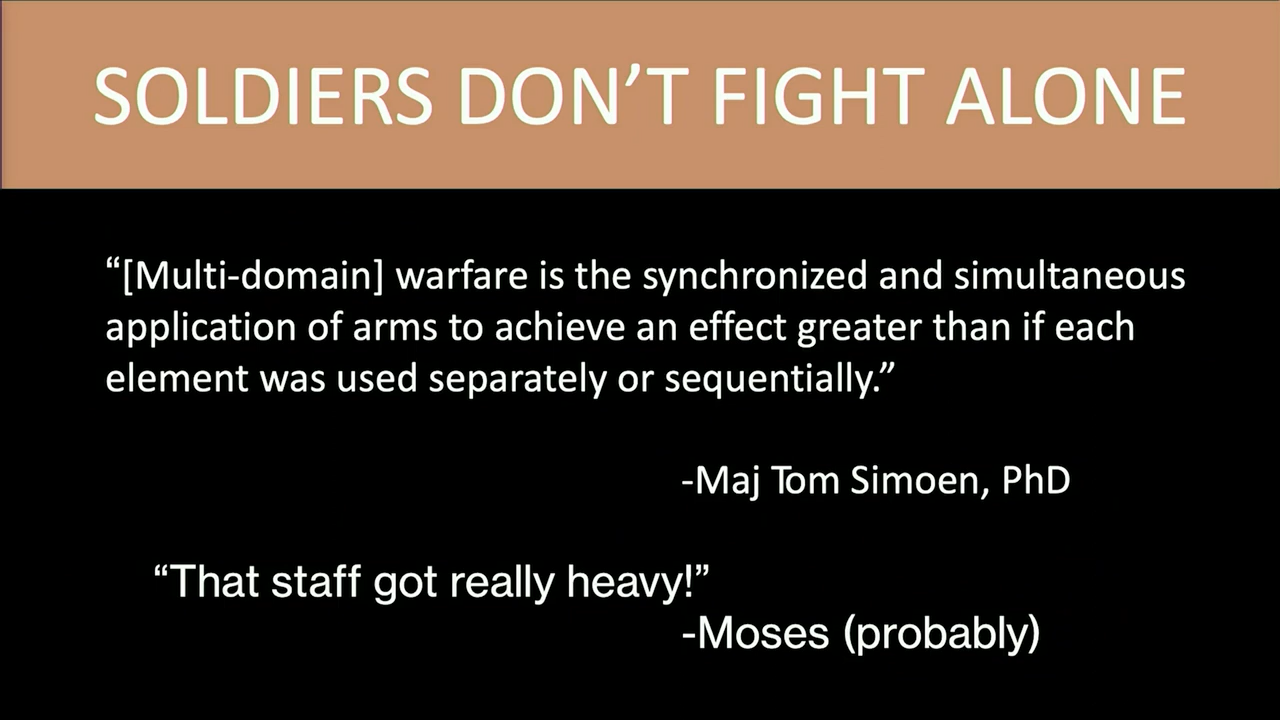 SOLDIERS DON’T FIGHT ALONE
“[Multi-domain] warfare is the synchronized and simultaneous
application of arms to achieve an effect greater than if each
element was used separately or sequentially.”
-Maj Tom Simoen, PhD
“That staff got really heavy!”
-Moses (probably)